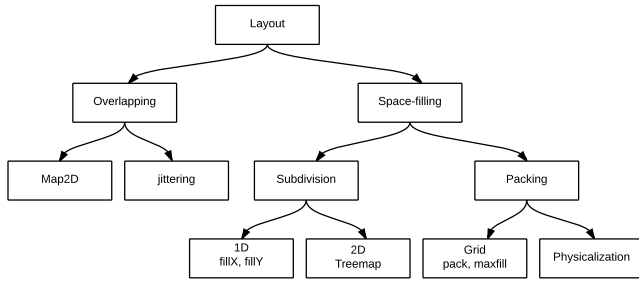 Layout
Overlapping
Space-filling
Map2D
jittering
Subdivision
Packing
1D
fillX, fillY
2D
Treemap
Grid
pack, maxfill
Physicalization